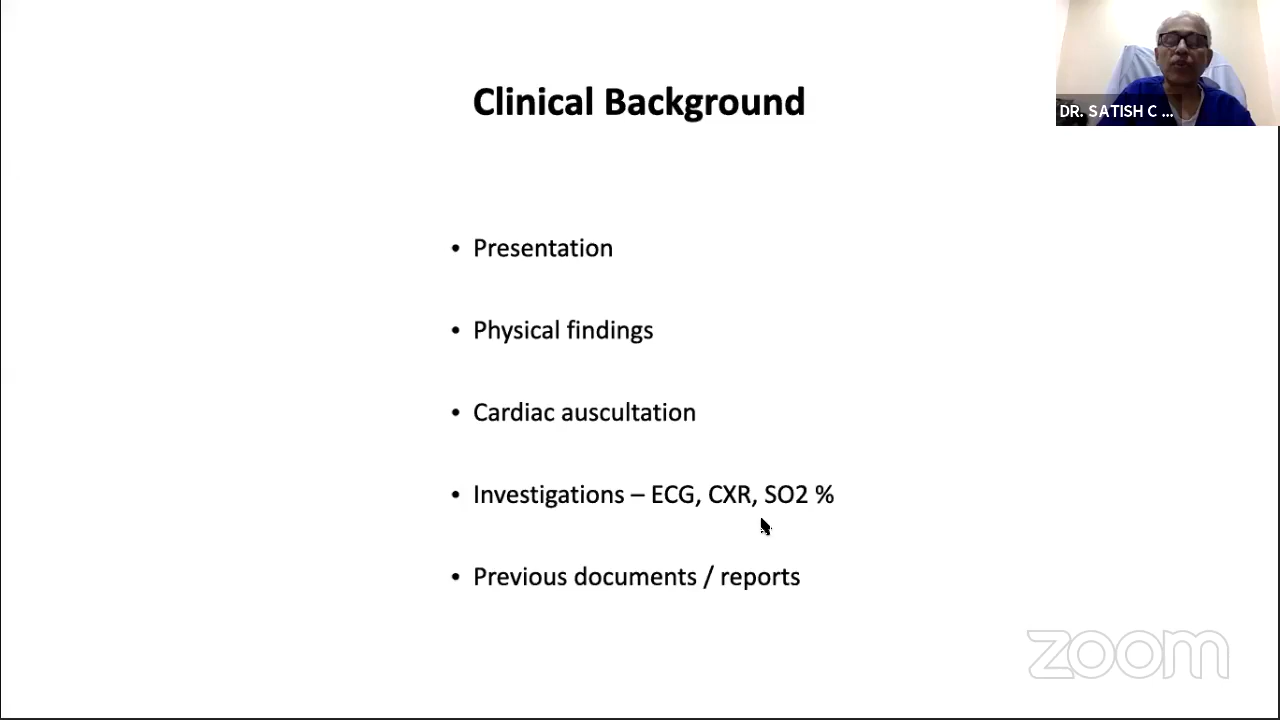 Clinical Background
DR. SATISH C ...
• Presentation
• Physical findings
• Cardiac auscultation
• Investigations – ECG, CXR, SO2 %
• Previous documents / reports
zoom